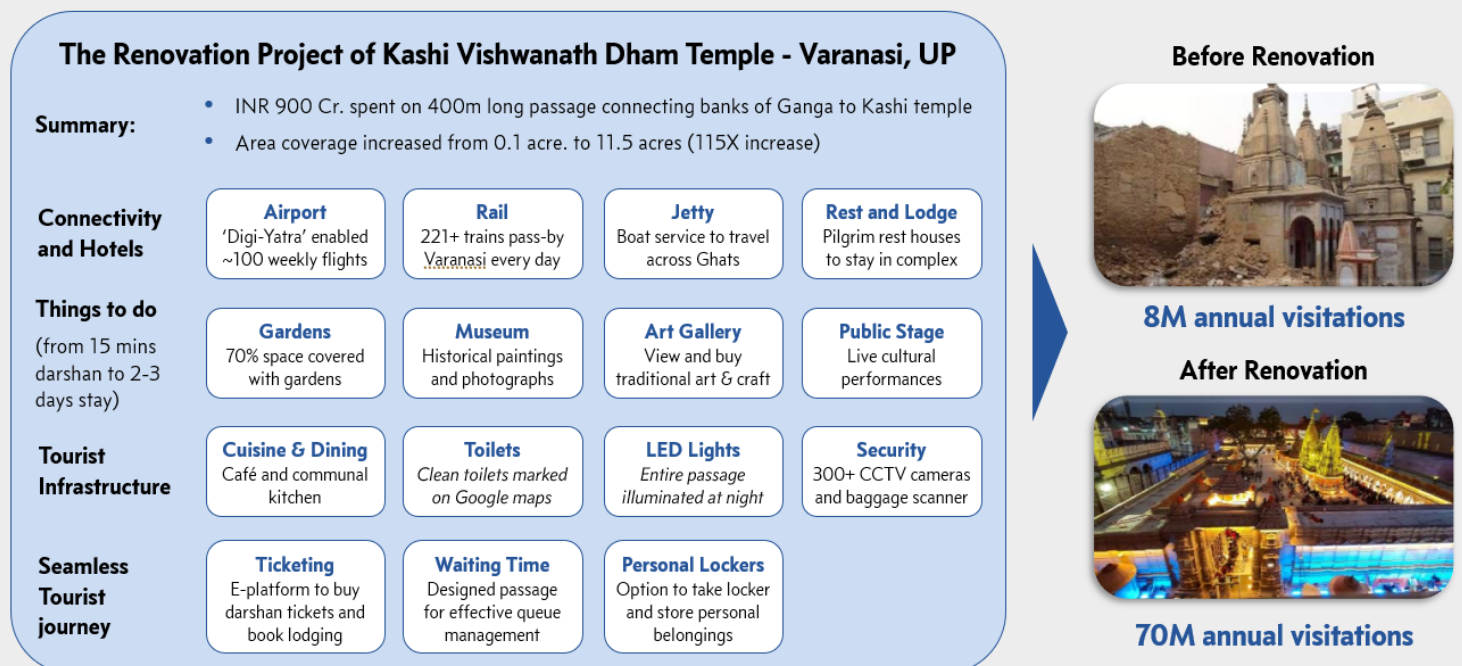 The Renovation Project of Kashi Vishwanath Dham Temple - Varanasi, UP
Summary:
• INR 900 Cr. spent on 400m long passage connecting banks of Ganga to Kashi temple
• Area coverage increased from 0.1 acre. to 11.5 acres (115X increase)
Connectivity
and Hotels
Airport
'Digi-Yatra' enabled
~100 weekly flights
Rail
221+ trains pass-by
Varanasi every day
Jetty
Boat service to travel
across Ghats
Rest and Lodge
Pilgrim rest houses
to stay in complex
Things to do
(from 15 mins
darshan to 2-3
days stay)
Gardens
70% space covered
with gardens
Museum
Historical paintings
and photographs
Art Gallery
View and buy
traditional art & craft
Public Stage
Live cultural
performances
Tourist
Infrastructure
Cuisine & Dining
Café and communal
kitchen
Toilets
Clean toilets marked
on Google maps
LED Lights
Entire passage
illuminated at night
Security
300+ CCTV cameras
and baggage scanner
Seamless
Tourist
journey
Ticketing
E-platform to buy
darshan tickets and
book lodging
Waiting Time
Designed passage
for effective queue
management
Personal Lockers
Option to take locker
and store personal
belongings
Before Renovation
8M annual visitations
After Renovation
70M annual visitations